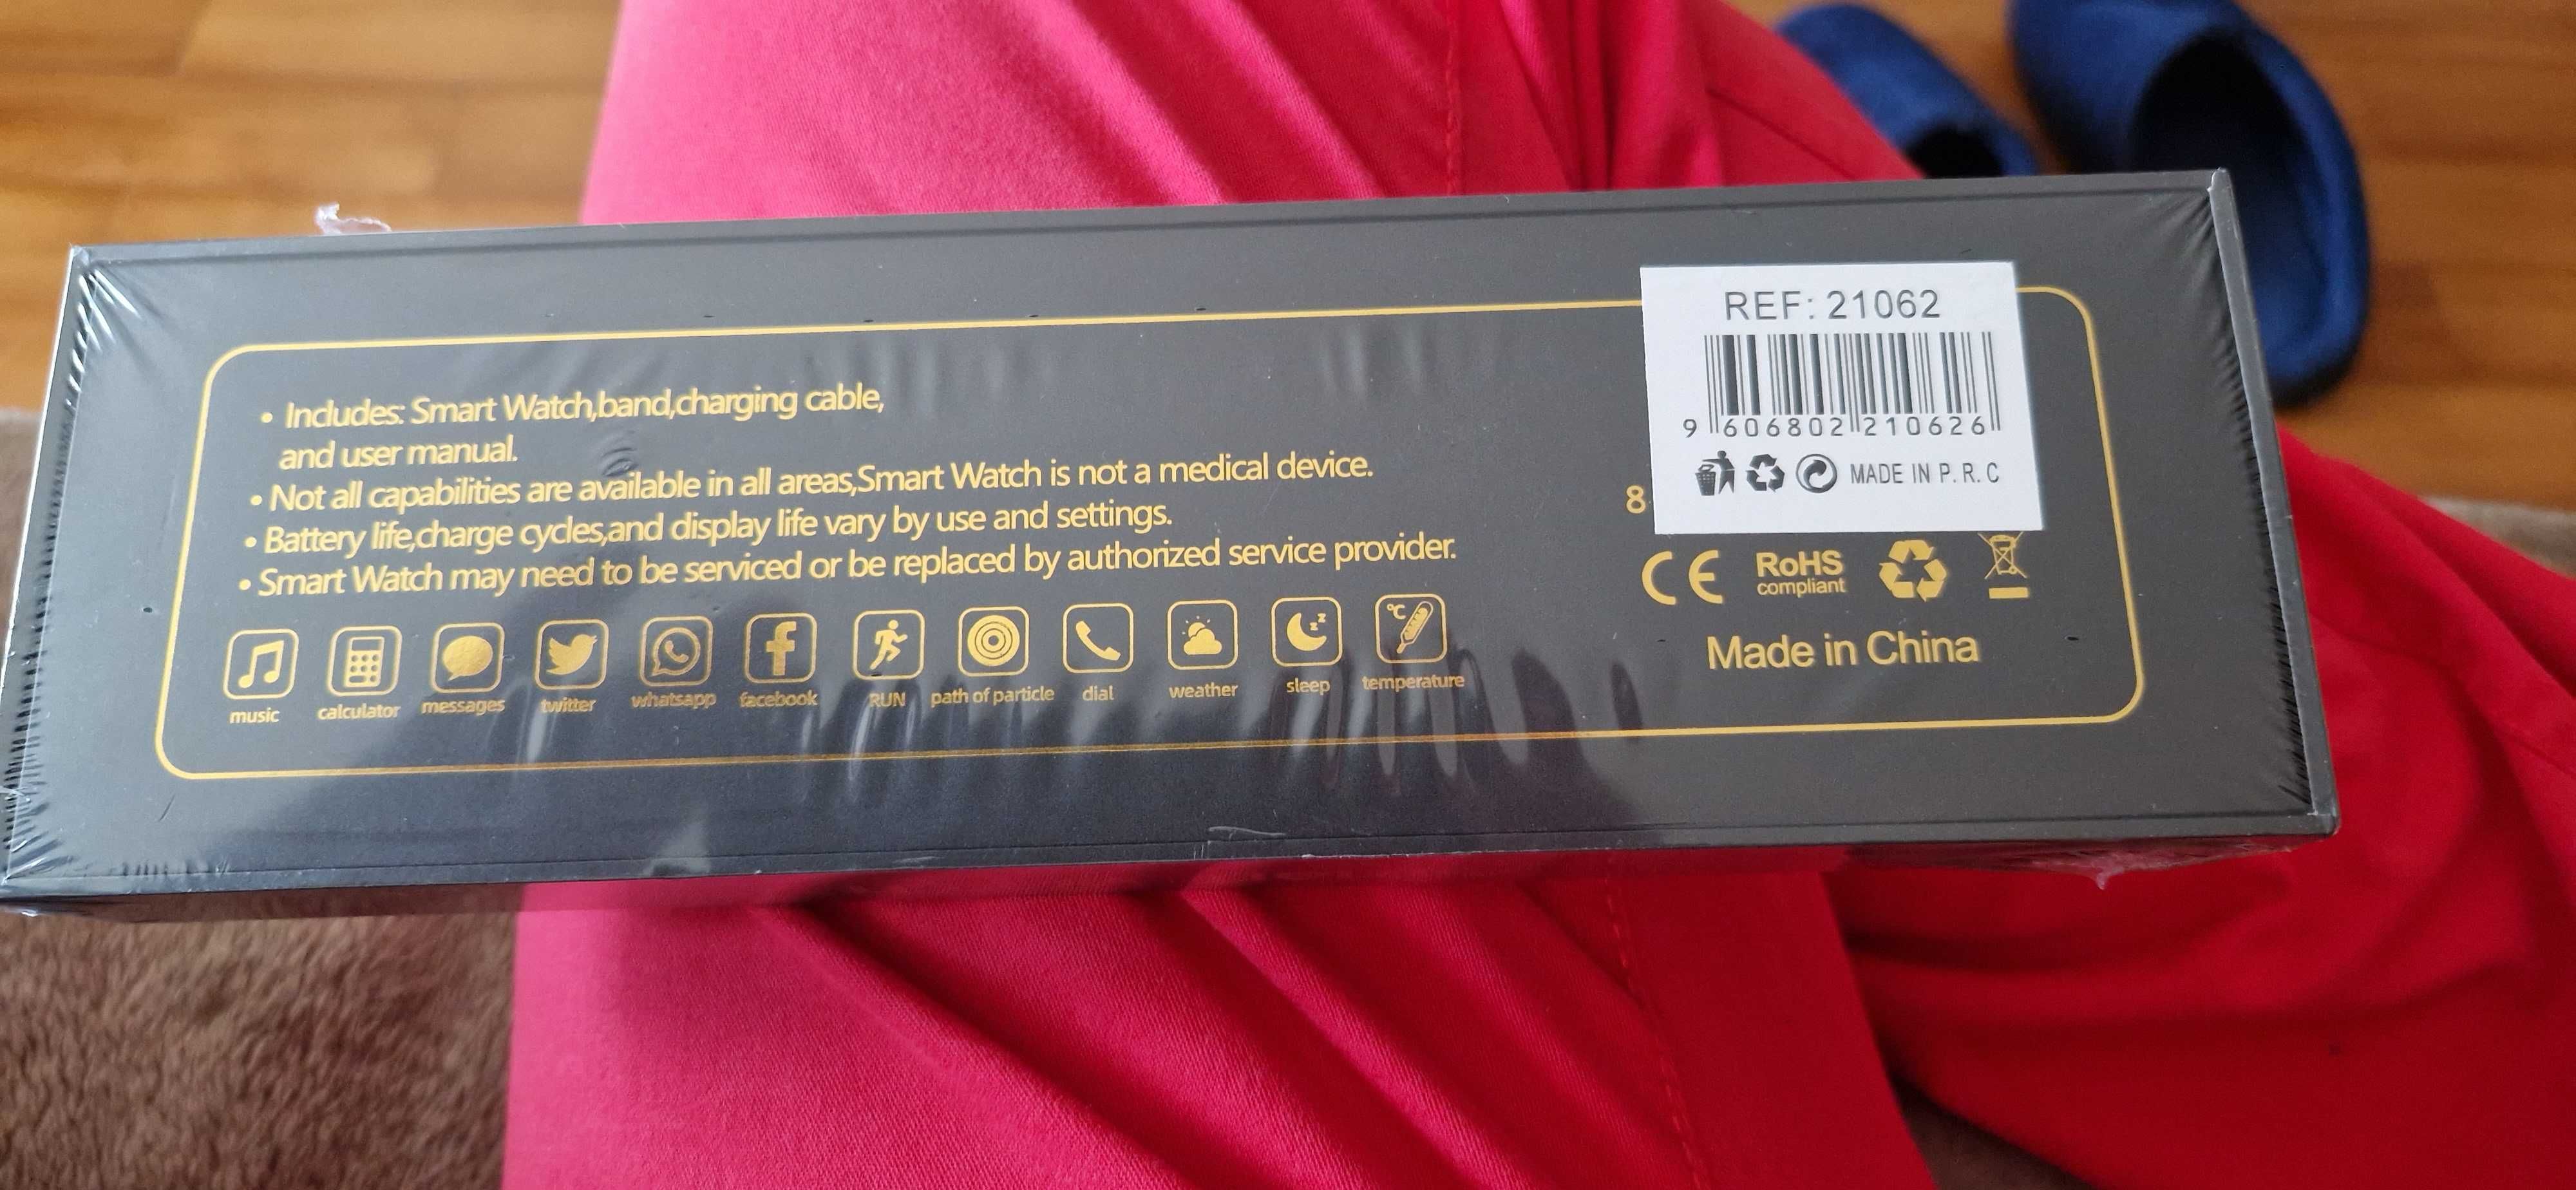 • Includes: Smart Watch,band,charging cable,
and user manual.
• Not all capabilities are available in all areas,Smart Watch is not a medical device.
• Battery life,charge cycles,and display life vary by use and settings.
• Smart Watch may need to be serviced or be replaced by authorized service provider.
°C
z z
music calculator messages twitter whatsapp facebook RUN path of particle dial weather sleep temperature
REF: 21062
9 606802 210626
MADE IN P. R. C
8
CE RoHS
compliant
Made in China